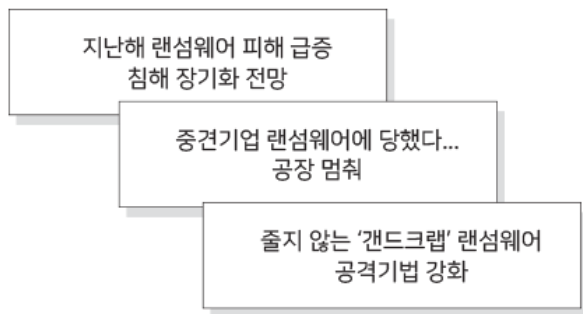 지난해 랜섬웨어 피해 급증
침해 장기화 전망
중견기업 랜섬웨어에 당했다...
공장 멈춰
줄지 않는 ‘갠드크랩’ 랜섬웨어
공격기법 강화